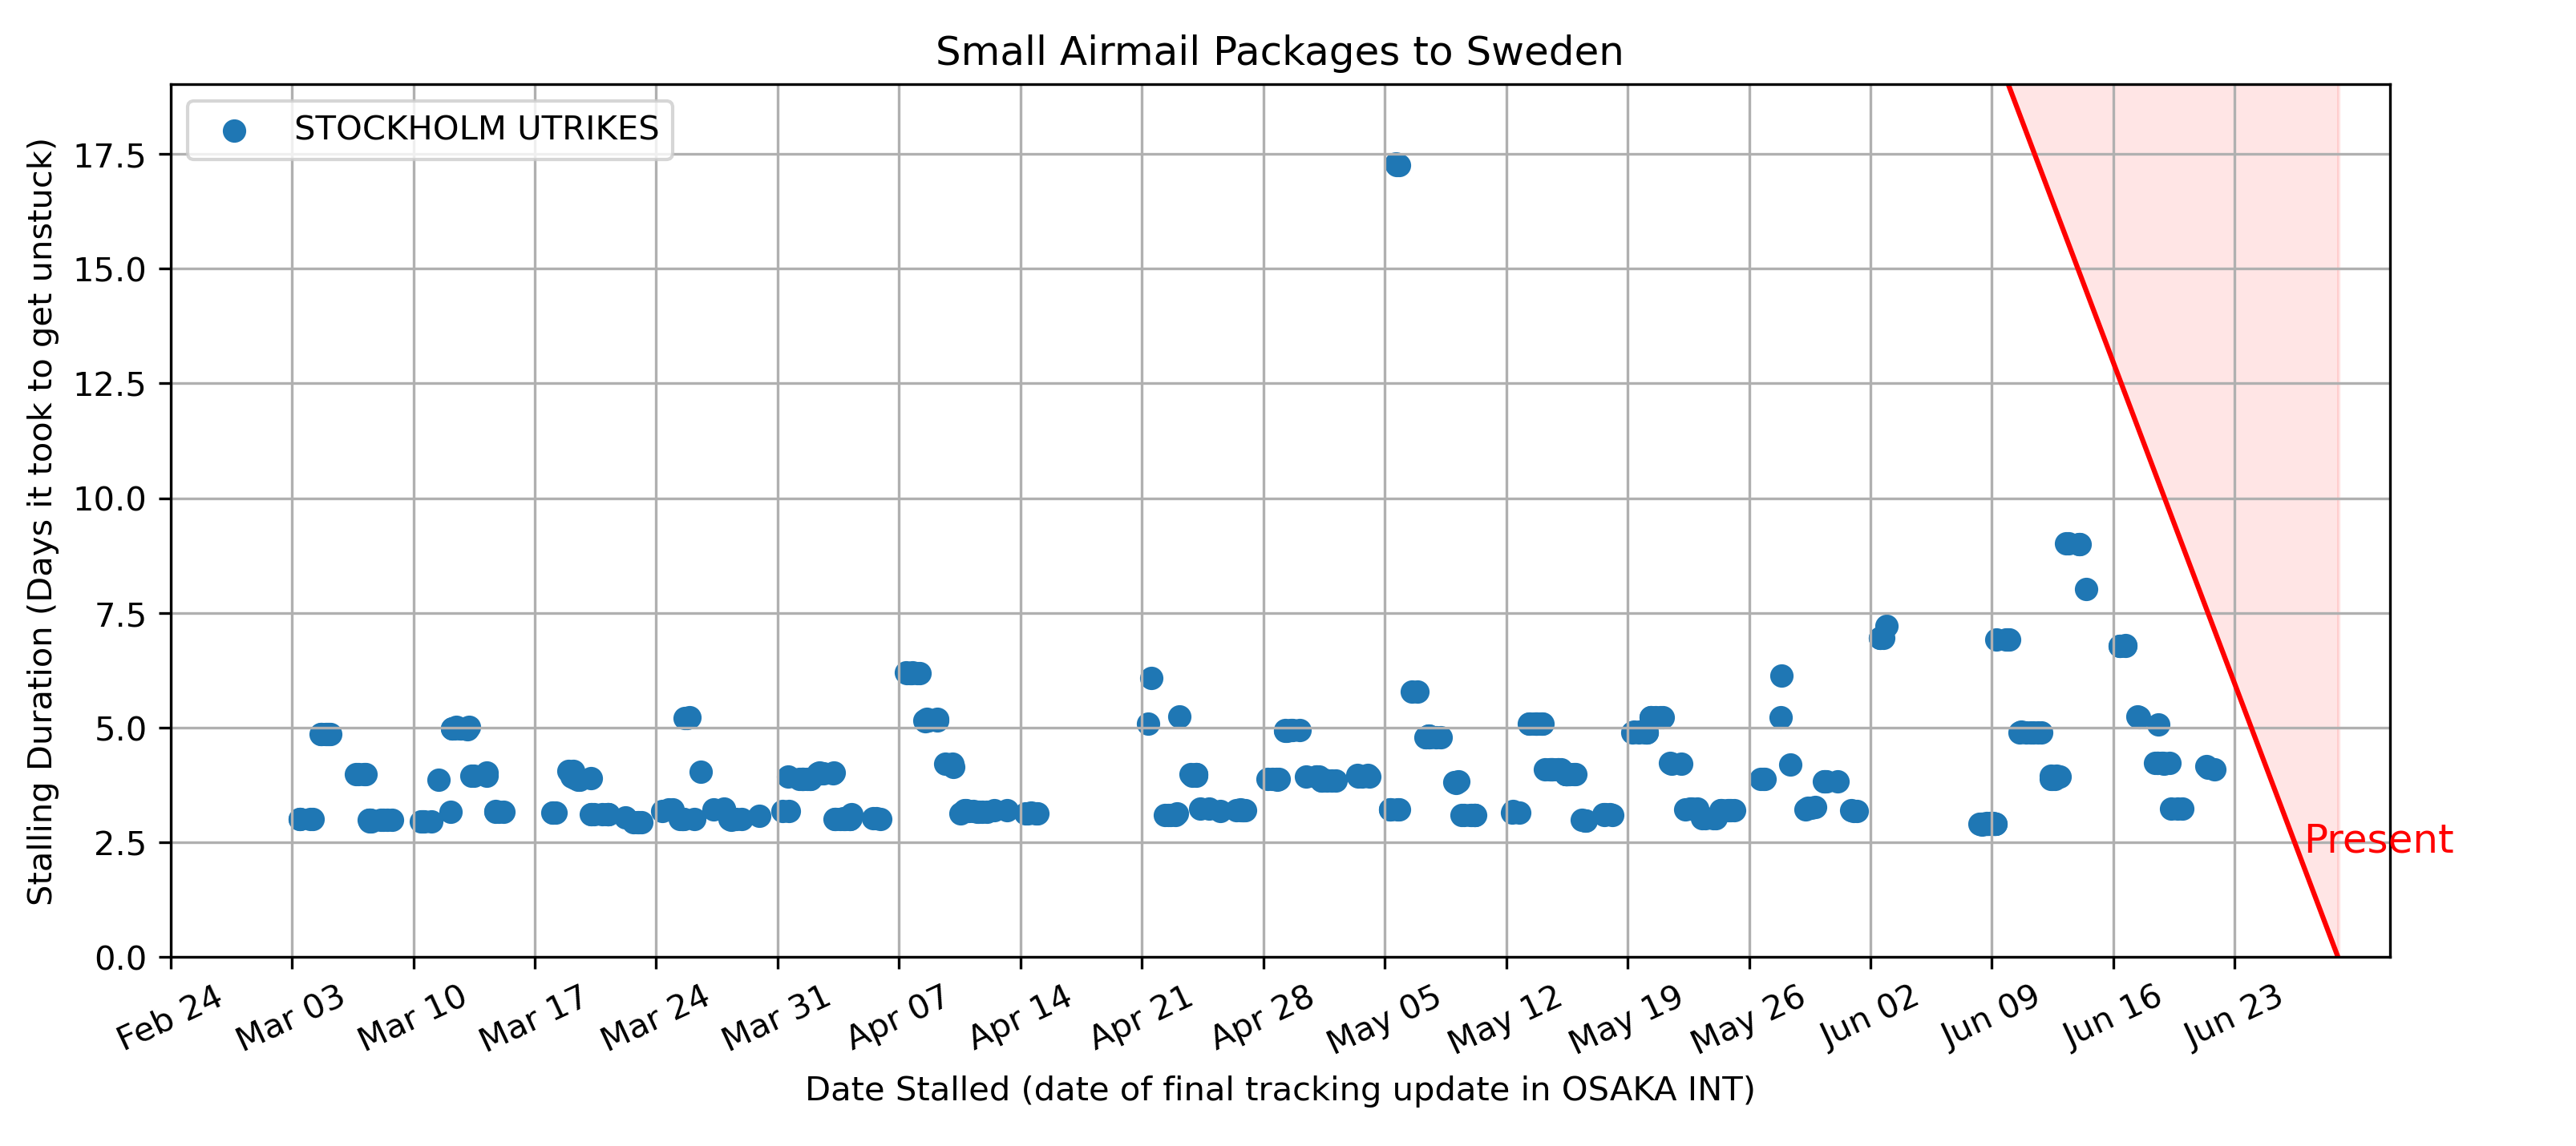 Small Airmail Packages to Sweden
STOCKHOLM UTRIKES
Stalling Duration (Days it took to get unstuck)
17.5
15.0
12.5
10.0
7.5
5.0
2.5
0.0
Present
Feb 24
Mar 03
Mar 10
Mar 17
Mar 24
Mar 31
Apr 07
Apr 14
Apr 21
Apr 28
May 05
May 12
May 19
May 26
Jun 02
Jun 09
Jun 16
Jun 23
Date Stalled (date of final tracking update in OSAKA INT)